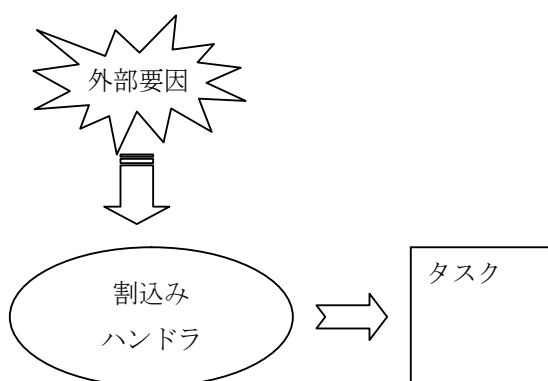 外部要因
割込み
ハンドラ
タスク